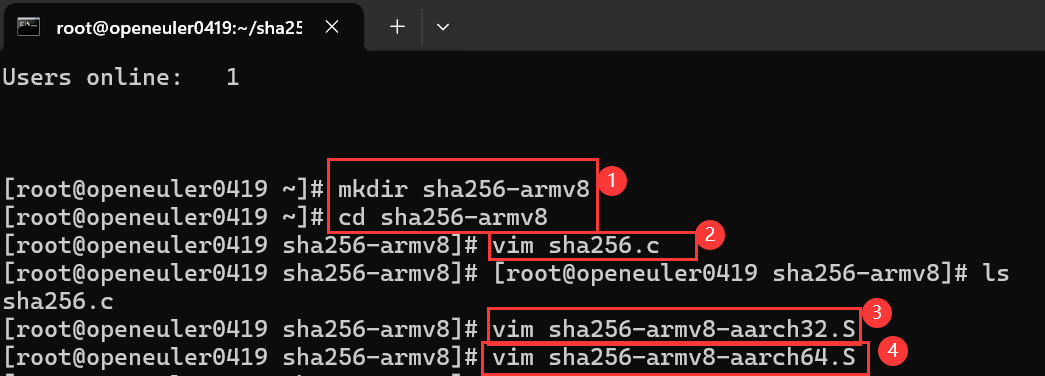 root@openeuler0419:~/sha25
Users online:   1
[root@openeuler0419 ~]# mkdir sha256-armv8 1
[root@openeuler0419 ~]# cd sha256-armv8
[root@openeuler0419 sha256-armv8]# vim sha256.c 2
[root@openeuler0419 sha256-armv8]# [root@openeuler0419 sha256-armv8]# ls
sha256.c
[root@openeuler0419 sha256-armv8]# vim sha256-armv8-aarch32.S 3
[root@openeuler0419 sha256-armv8]# vim sha256-armv8-aarch64.S 4